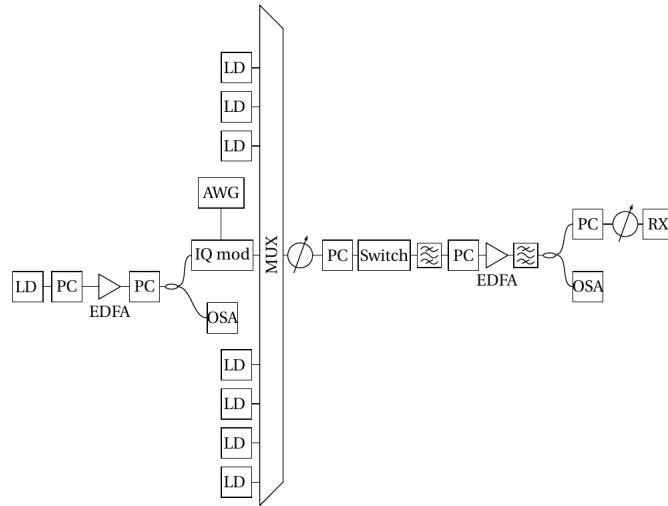 LD
LD
LD
AWG
IQ mod
MUX
PC
Switch
PC
EDFA
PC
RX
OSA
LD
PC
EDFA
PC
OSA
LD
LD
LD
LD